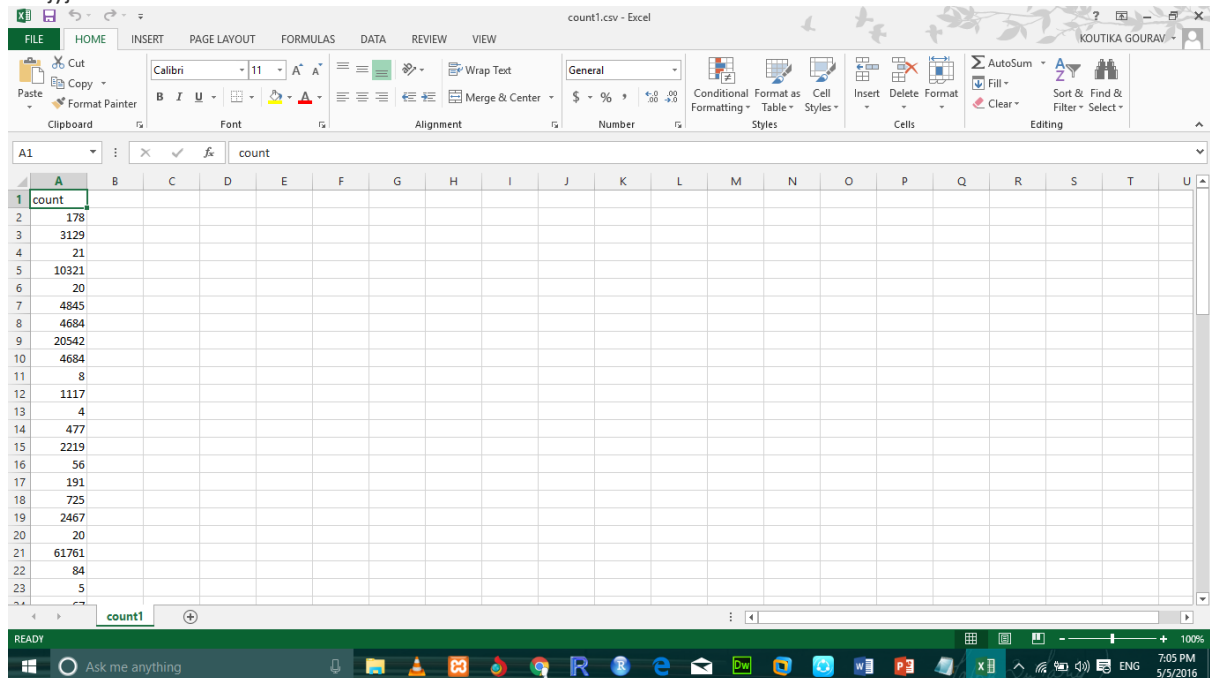 count1.csv - Excel
?
FILE HOME INSERT PAGE LAYOUT FORMULAS DATA REVIEW VIEW KOUTIKA GOURAV
Paste
Cut
Copy
Format Painter
Clipboard
Calibri 11 A A
B I U A
Font
Wrap Text
Merge & Center
Alignment
General
$ % , .00 .0
Number
Conditional Formatting
Format as Table
Cell Styles
Styles
Insert Delete Format
Cells
AutoSum
Fill
Clear
Sort & Filter
Find & Select
Editing
A1 fx count
A B C D E F G H I J K L M N O P Q R S T U
1 count
2 178
3 3129
4 21
5 10321
6 20
7 4845
8 4684
9 20542
10 4684
11 8
12 1117
13 4
14 477
15 2219
16 56
17 191
18 725
19 2467
20 20
21 61761
22 84
23 5
count1
READY 100%
Ask me anything ENG 7:05 PM
5/5/2016